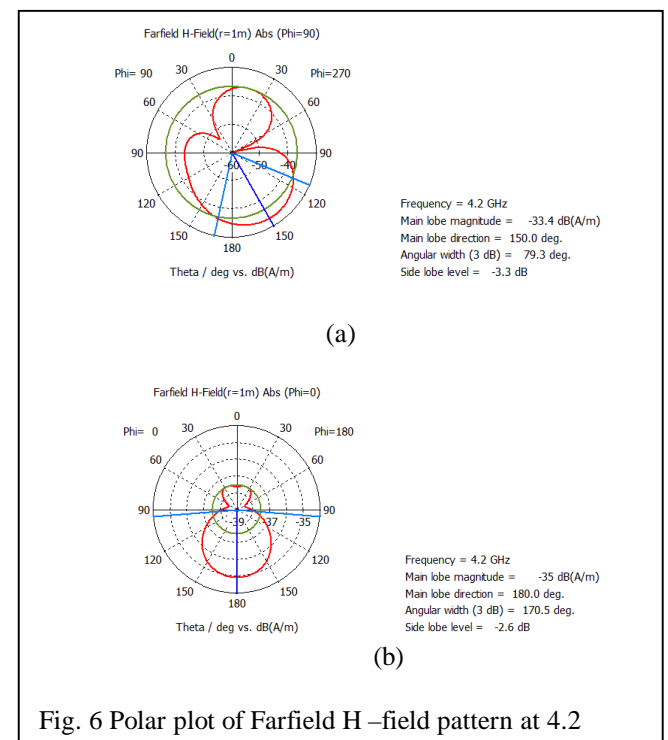 Farfield H-Field(r=1m) Abs (Phi=90)
0
Phi= 90 30 30 Phi=270
60 60
90 -60 -50 -40 90
120 120
150 150
180
Theta / deg vs. dB(A/m)
Frequency = 4.2 GHz
Main lobe magnitude = -33.4 dB(A/m)
Main lobe direction = 150.0 deg.
Angular width (3 dB) = 79.3 deg.
Side lobe level = -3.3 dB
(a)
Farfield H-Field(r=1m) Abs (Phi=0)
0
Phi= 0 30 30 Phi=180
60 60
90 -39 -37 -35 90
120 120
150 150
180
Theta / deg vs. dB(A/m)
Frequency = 4.2 GHz
Main lobe magnitude = -35 dB(A/m)
Main lobe direction = 180.0 deg.
Angular width (3 dB) = 170.5 deg.
Side lobe level = -2.6 dB
(b)
Fig. 6 Polar plot of Farfield H –field pattern at 4.2